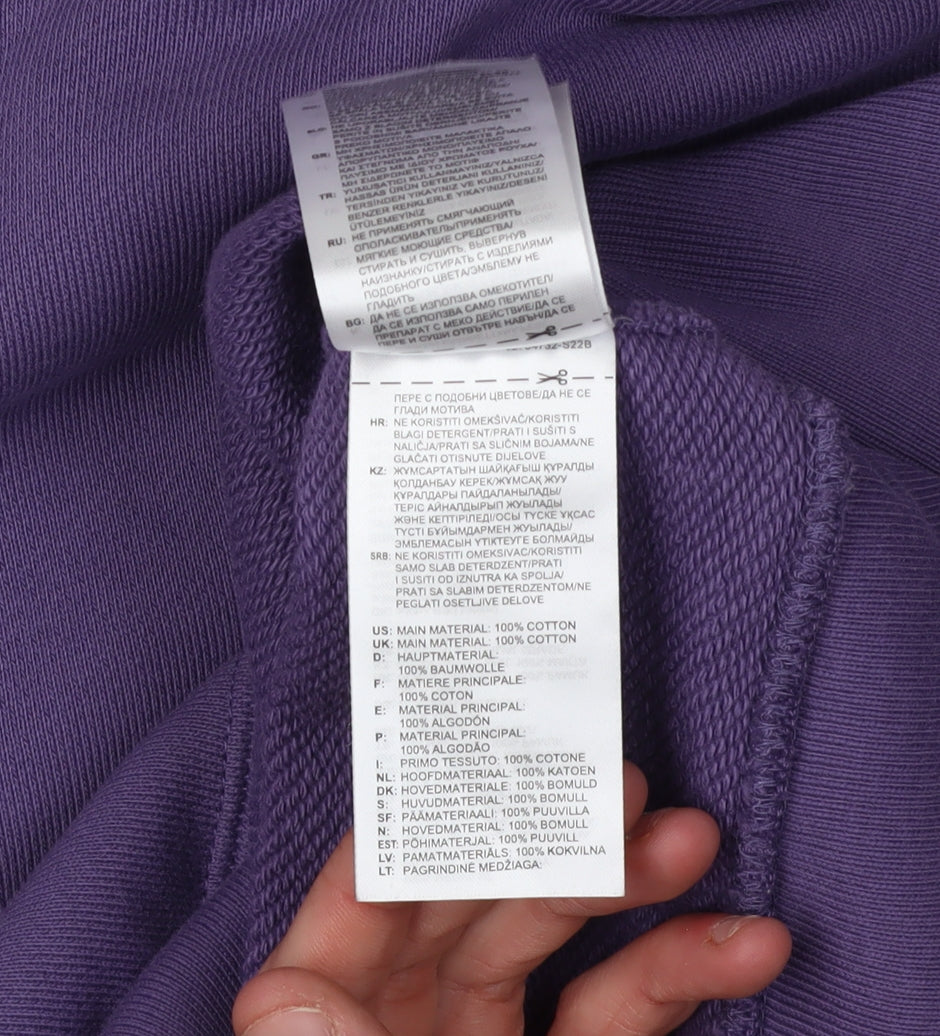 GR:
ΜΗ ΣΙΔΕΡΩΝΕΤΕ ΤΟ ΜΟΤΙΒ
TR: YUMUŞATICI KULLANMAYINIZ/YALNIZCA
HASSAS ÜRÜN DETERJANI KULLANINIZ/
TERSİNDEN YIKAYINIZ VE KURUTUNUZ/
BENZER RENKLERLE YIKAYINIZ/DESENİ
ÜTÜLEMEYİNİZ
RU: НЕ ПРИМЕНЯТЬ СМЯГЧАЮЩИЙ
ОПОЛАСКИВАТЕЛЬ/ПРИМЕНЯТЬ
МЯГКИЕ МОЮЩИЕ СРЕДСТВА/
СТИРАТЬ И СУШИТЬ, ВЫВЕРНУВ
НАИЗНАНКУ/СТИРАТЬ С ИЗДЕЛИЯМИ
ПОДОБНОГО ЦВЕТА/ЭМБЛЕМУ НЕ
ГЛАДИТЬ
BG: ДА НЕ СЕ ИЗПОЛЗВА ОМЕКОТИТЕЛ/
ДА СЕ ИЗПОЛЗВА САМО ПЕРИЛЕН
ПРЕПАРАТ С МЕКО ДЕЙСТВИЕ/ДА СЕ
ПЕРЕ И СУШИ ОТВЪТРЕ НАВЪН/ДА СЕ
ПЕРЕ С ПОДОБНИ ЦВЕТОВЕ/ДА НЕ СЕ
ГЛАДИ МОТИВА
HR: NE KORISTITI OMEKŠIVAČ/KORISTITI
BLAGI DETERGENT/PRATI I SUŠITI S
NALIČJA/PRATI SA SLIČNIM BOJAMA/NE
GLAČATI OTISNUTE DIJELOVE
KZ: ЖҰМСАРТАТЫН ШАЙҚАҒЫШ ҚҰРАЛДЫ
ҚОЛДАНБАУ КЕРЕК/ЖҰМСАҚ ЖУУ
ҚҰРАЛДАРЫ ПАЙДАЛАНЫЛАДЫ/
ТЕРІС АЙНАЛДЫРЫП ЖУЫЛАДЫ
ЖӘНЕ КЕПТІРІЛЕДІ/ОСЫ ТҮСКЕ ҰҚСАС
ТҮСТІ БҰЙЫМДАРМЕН ЖУЫЛАДЫ/
ЭМБЛЕМАСЫН ҮТІКТЕУГЕ БОЛМАЙДЫ
SRB: NE KORISTITI OMEKSIVAC/KORISTITI
SAMO SLAB DETERDZENT/PRATI
I SUSITI OD IZNUTRA KA SPOLJA/
PRATI SA SLABIM DETERDZENTOM/NE
PEGLATI OSETLJIVE DELOVE
US: MAIN MATERIAL: 100% COTTON
UK: MAIN MATERIAL: 100% COTTON
D: HAUPTMATERIAL:
100% BAUMWOLLE
F: MATIERE PRINCIPALE:
100% COTON
E: MATERIAL PRINCIPAL:
100% ALGODÓN
P: MATERIAL PRINCIPAL:
100% ALGODÃO
I: PRIMO TESSUTO: 100% COTONE
NL: HOOFDMATERIAAL: 100% KATOEN
DK: HOVEDMATERIALE: 100% BOMULD
S: HUVUDMATERIAL: 100% BOMULL
SF: PÄÄMATERIAALI: 100% PUUVILLA
N: HOVEDMATERIAL: 100% BOMULL
EST: PÕHIMATERJAL: 100% PUUVILL
LV: PAMATMATERIĀLS: 100% KOKVILNA
LT: PAGRINDINĖ MEDŽIAGA: